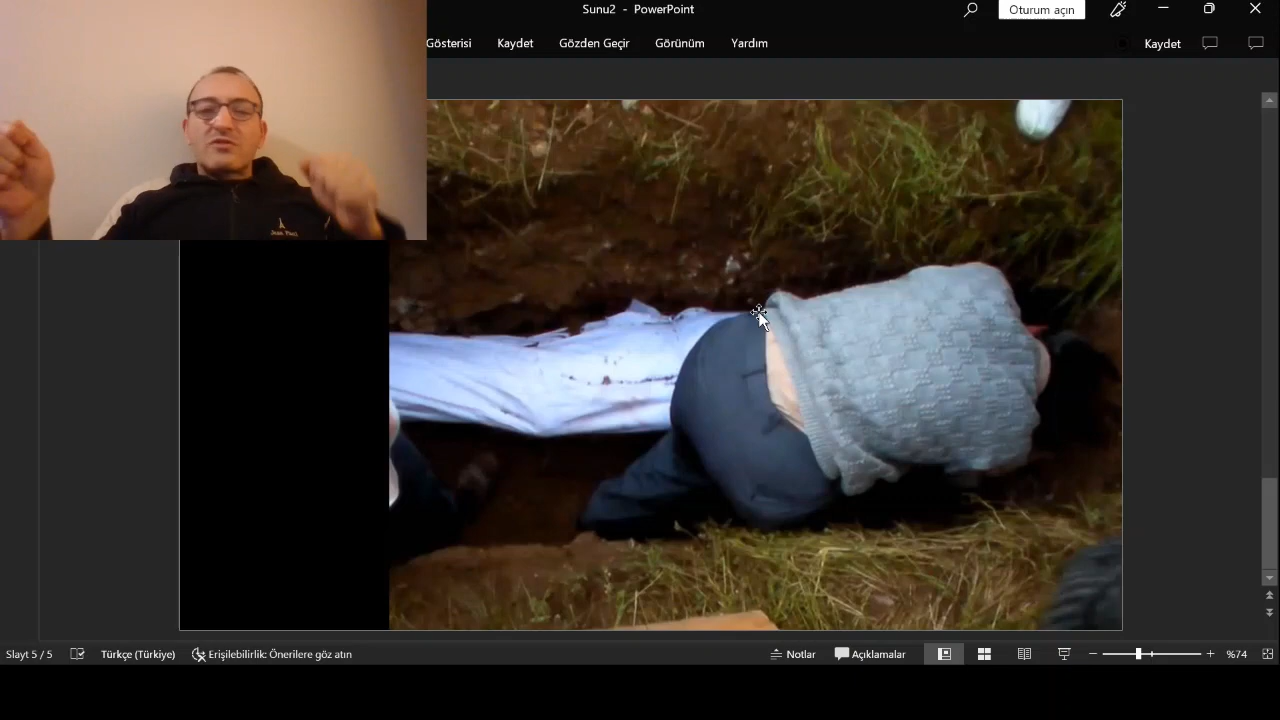 Sunu2 - PowerPoint
Oturum açın
Gösterisi Kaydet Gözden Geçir Görünüm Yardım
Kaydet
Slayt 5 / 5 Türkçe (Türkiye) Erişilebilirlik: Önerilere göz atın Notlar Açıklamalar %74